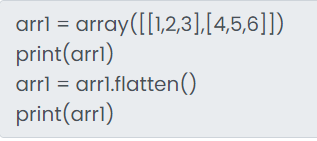 arr1 = array([[1,2,3],[4,5,6]])
print(arr1)
arr1 = arr1.flatten()
print(arr1)